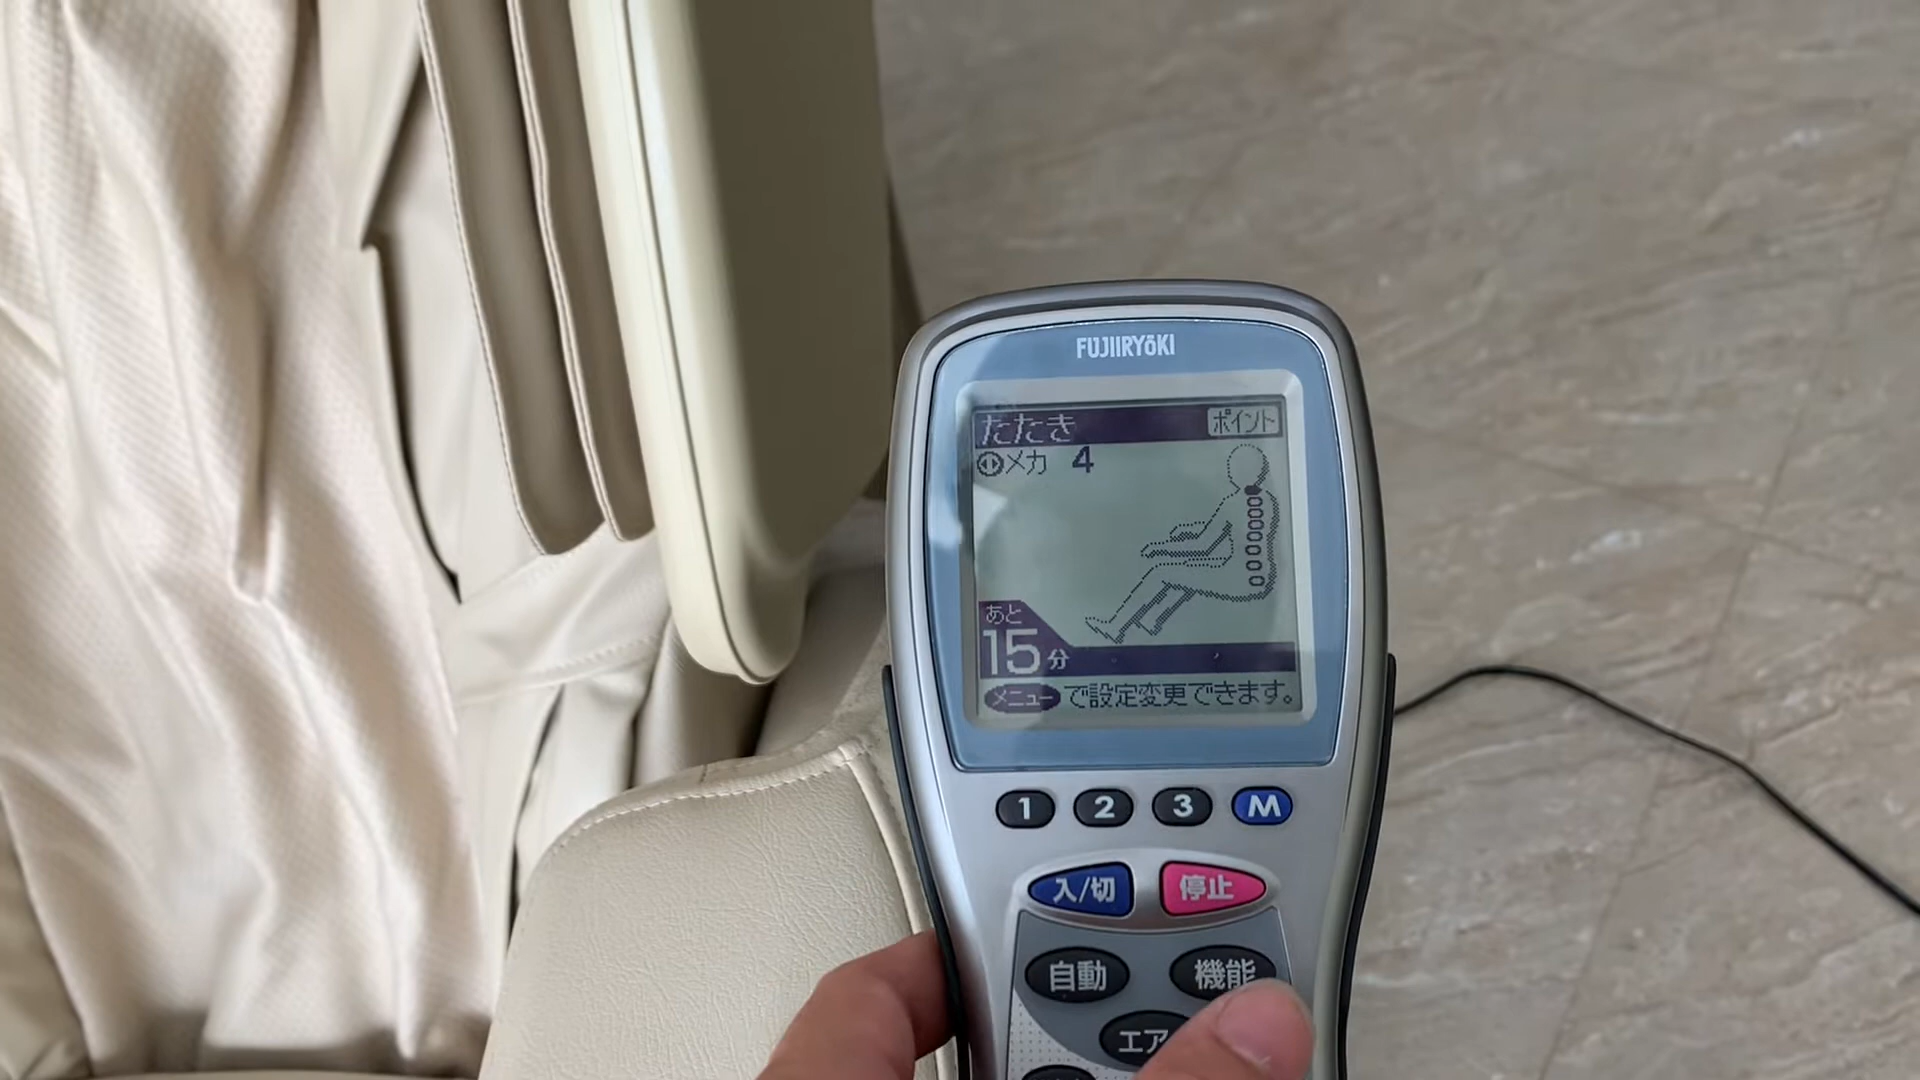 FUJIIRYōKI
たたき ポイント
メカ 4
あと
15分
メニューで設定変更できます。
1 2 3 M
入/切 停止
自動 機能
エア